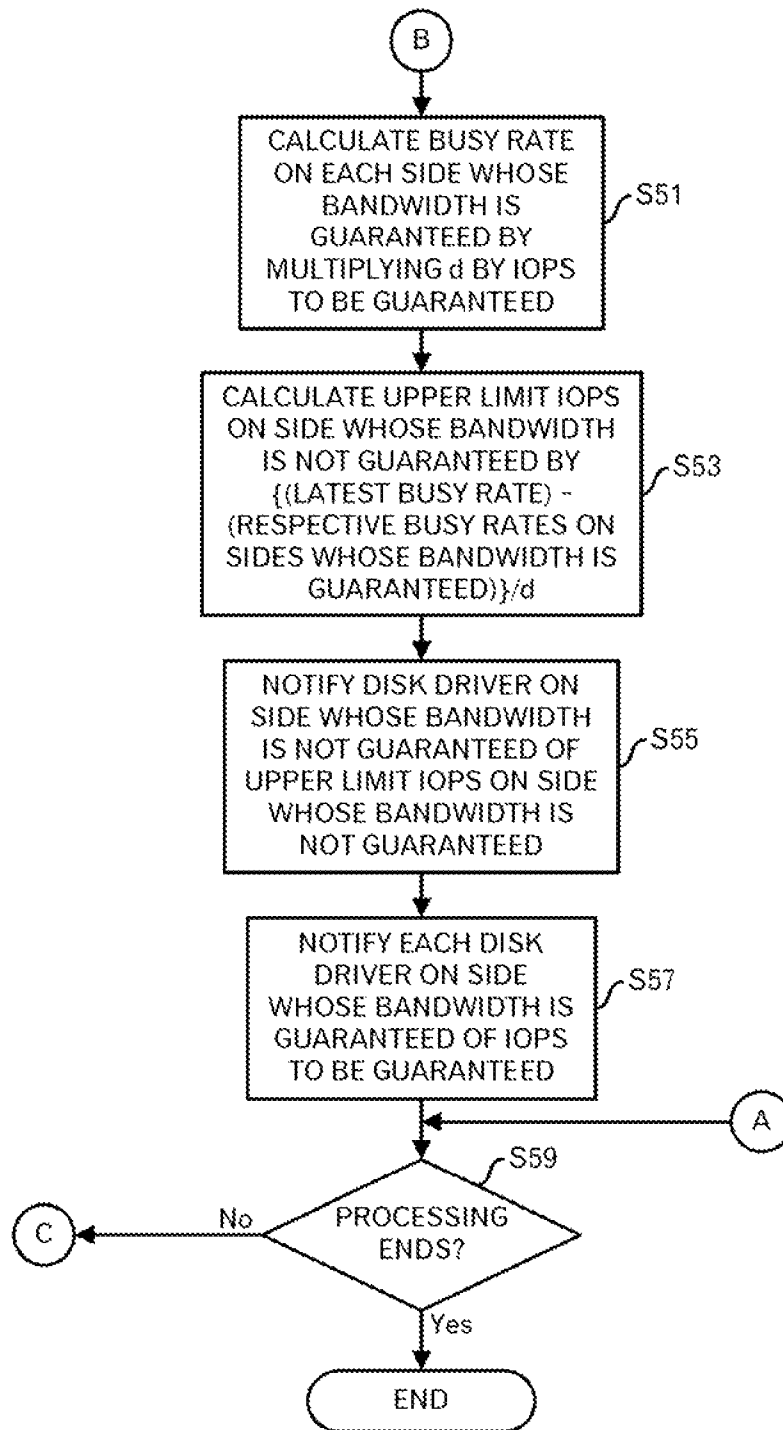 B
CALCULATE BUSY RATE
ON EACH SIDE WHOSE
BANDWIDTH IS
GUARANTEED BY
MULTIPLYING d BY IOPS
TO BE GUARANTEED
S51
CALCULATE UPPER LIMIT IOPS
ON SIDE WHOSE BANDWIDTH
IS NOT GUARANTEED BY
{(LATEST BUSY RATE) -
(RESPECTIVE BUSY RATES ON
SIDES WHOSE BANDWIDTH IS
GUARANTEED)}/d
S53
NOTIFY DISK DRIVER ON
SIDE WHOSE BANDWIDTH
IS NOT GUARANTEED OF
UPPER LIMIT IOPS ON SIDE
WHOSE BANDWIDTH IS
NOT GUARANTEED
S55
NOTIFY EACH DISK
DRIVER ON SIDE
WHOSE BANDWIDTH IS
GUARANTEED OF IOPS
TO BE GUARANTEED
S57
A
S59
PROCESSING
ENDS?
No
C
Yes
END